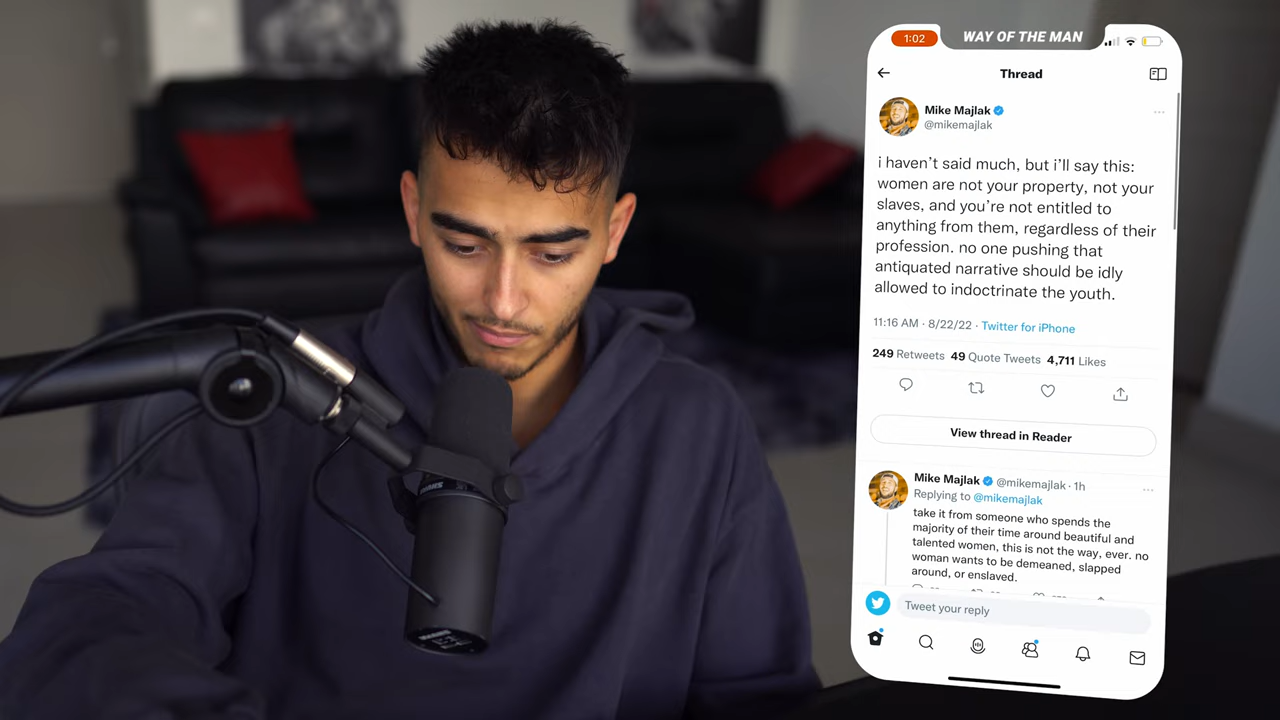 WAY OF THE MAN
1:02
Thread
Mike Majlak
@mikemajlak
i haven't said much, but i'll say this:
women are not your property, not your
slaves, and you're not entitled to
anything from them, regardless of their
profession. no one pushing that
antiquated narrative should be idly
allowed to indoctrinate the youth.
11:16 AM · 8/22/22 · Twitter for iPhone
249 Retweets 49 Quote Tweets 4,711 Likes
View thread in Reader
Mike Majlak @mikemajlak · 1h
Replying to @mikemajlak
take it from someone who spends the
majority of their time around beautiful and
talented women, this is not the way, ever. no
woman wants to be demeaned, slapped
around, or enslaved.
Tweet your reply